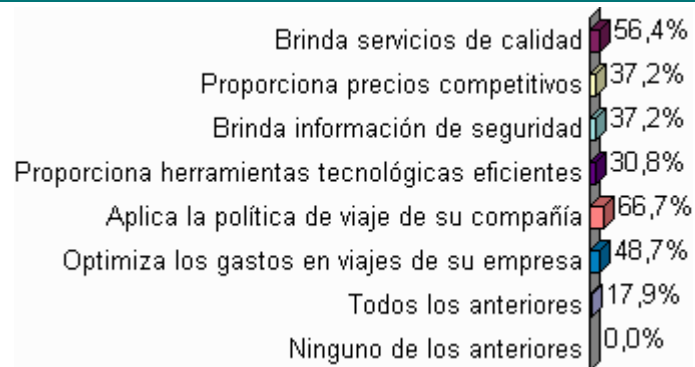 Brinda servicios de calidad 56,4%
Proporciona precios competitivos 37,2%
Brinda información de seguridad 37,2%
Proporciona herramientas tecnológicas eficientes 30,8%
Aplica la política de viaje de su compañía 66,7%
Optimiza los gastos en viajes de su empresa 48,7%
Todos los anteriores 17,9%
Ninguno de los anteriores 0,0%